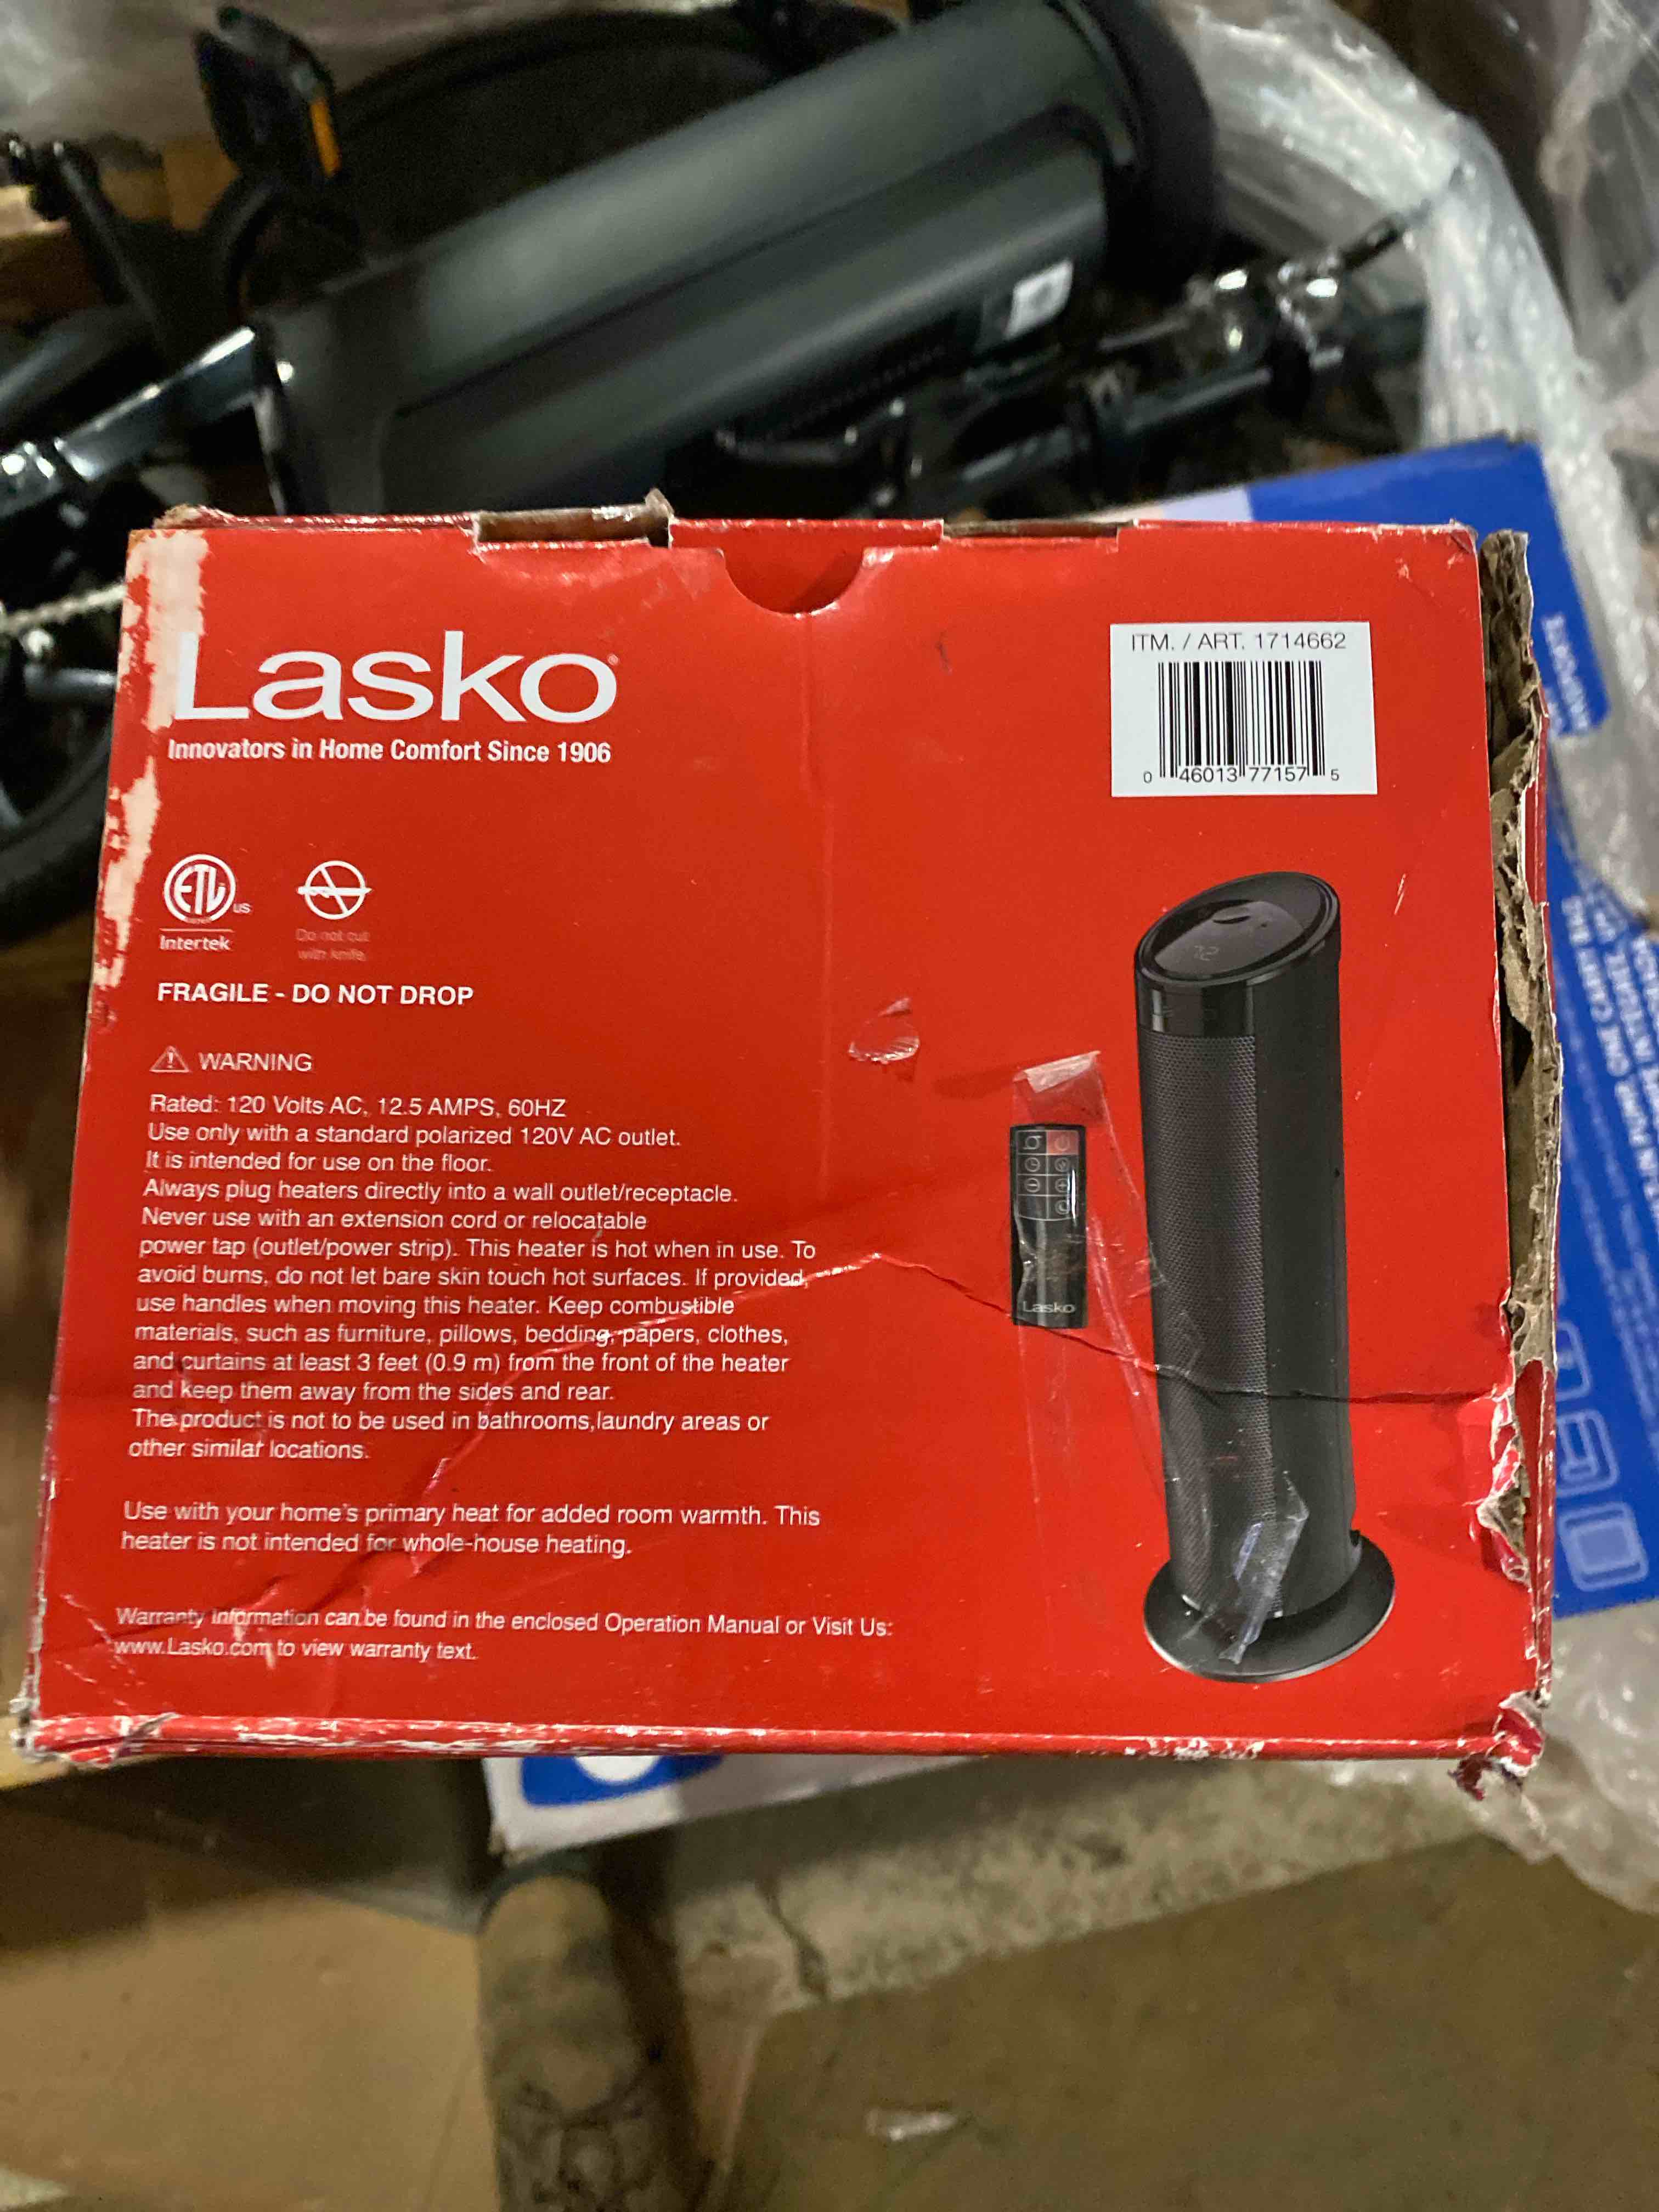 Lasko®
Innovators in Home Comfort Since 1906
ITM. / ART. 1714662
0 46013 77157 5
ETL
US
Intertek
Do not cut
with knife
FRAGILE - DO NOT DROP
WARNING
Rated: 120 Volts AC, 12.5 AMPS, 60HZ
Use only with a standard polarized 120V AC outlet.
It is intended for use on the floor.
Always plug heaters directly into a wall outlet/receptacle.
Never use with an extension cord or relocatable
power tap (outlet/power strip). This heater is hot when in use. To
avoid burns, do not let bare skin touch hot surfaces. If provided,
use handles when moving this heater. Keep combustible
materials, such as furniture, pillows, bedding, papers, clothes,
and curtains at least 3 feet (0.9 m) from the front of the heater
and keep them away from the sides and rear.
The product is not to be used in bathrooms,laundry areas or
other similar locations.
Use with your home's primary heat for added room warmth. This
heater is not intended for whole-house heating.
Warranty information can be found in the enclosed Operation Manual or Visit Us:
www.Lasko.com to view warranty text.
72
Lasko